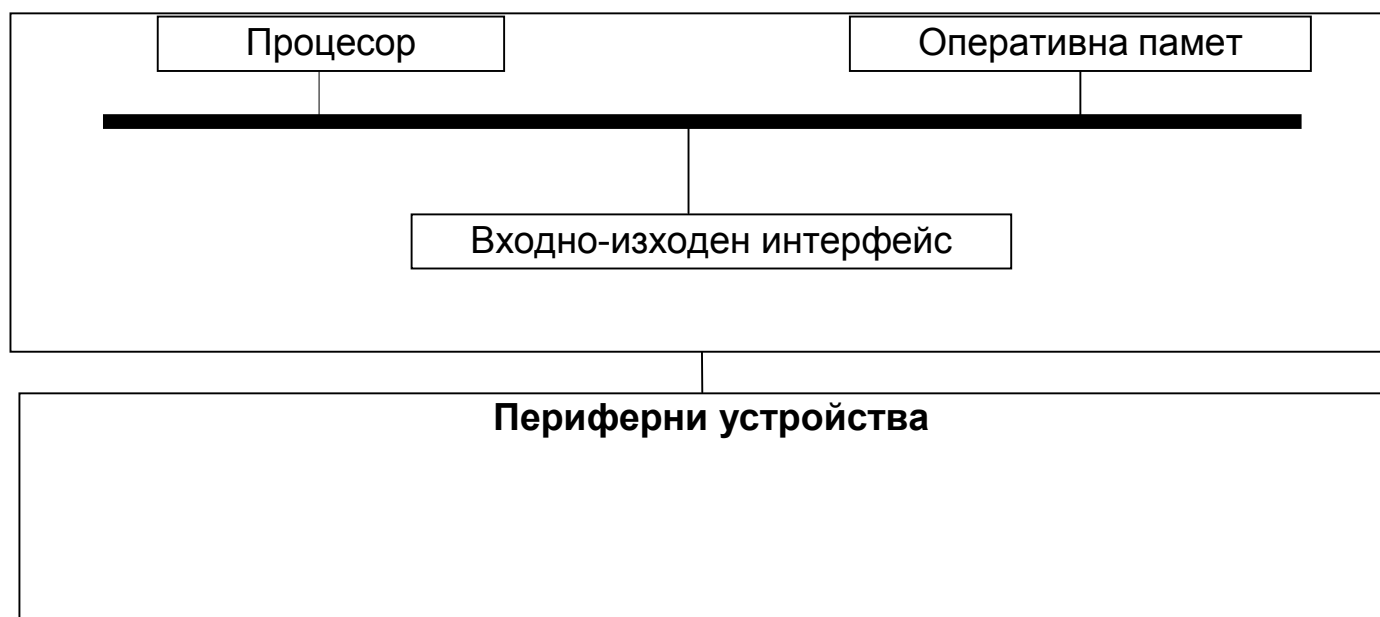 Процесор
Оперативна памет
Входно-изходен интерфейс
Периферни устройства